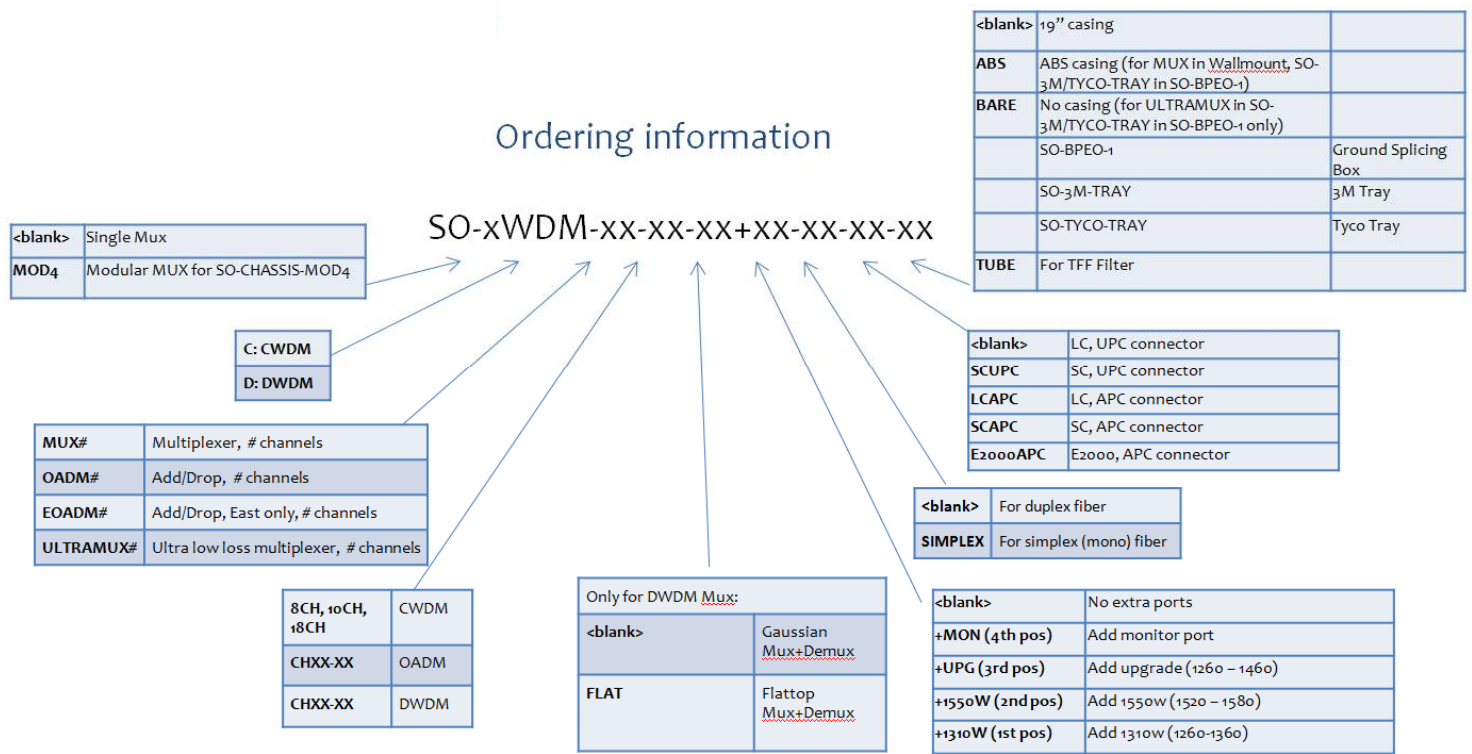 Ordering information
SO-xWDM-xx-xx-xx+xx-xx-xx-xx
<blank> Single Mux
MOD4 Modular MUX for SO-CHASSIS-MOD4
C: CWDM
D: DWDM
MUX# Multiplexer, # channels
OADM# Add/Drop, # channels
EOADM# Add/Drop, East only, # channels
ULTRAMUX# Ultra low loss multiplexer, # channels
8CH, 10CH,
18CH CWDM
CHXX-XX OADM
CHXX-XX DWDM
Only for DWDM Mux:
<blank> Gaussian
Mux+Demux
FLAT Flattop
Mux+Demux
<blank> No extra ports
+MON (4th pos) Add monitor port
+UPG (3rd pos) Add upgrade (1260 – 1460)
+1550W (2nd pos) Add 1550w (1520 – 1580)
+1310W (1st pos) Add 1310w (1260-1360)
<blank> For duplex fiber
SIMPLEX For simplex (mono) fiber
<blank> LC, UPC connector
SCUPC SC, UPC connector
LCAPC LC, APC connector
SCAPC SC, APC connector
E2000APC E2000, APC connector
<blank> 19” casing
ABS ABS casing (for MUX in Wallmount, SO-
3M/TYCO-TRAY in SO-BPEO-1)
BARE No casing (for ULTRAMUX in SO-
3M/TYCO-TRAY in SO-BPEO-1 only)
SO-BPEO-1 Ground Splicing
Box
SO-3M-TRAY 3M Tray
SO-TYCO-TRAY Tyco Tray
TUBE For TFF Filter